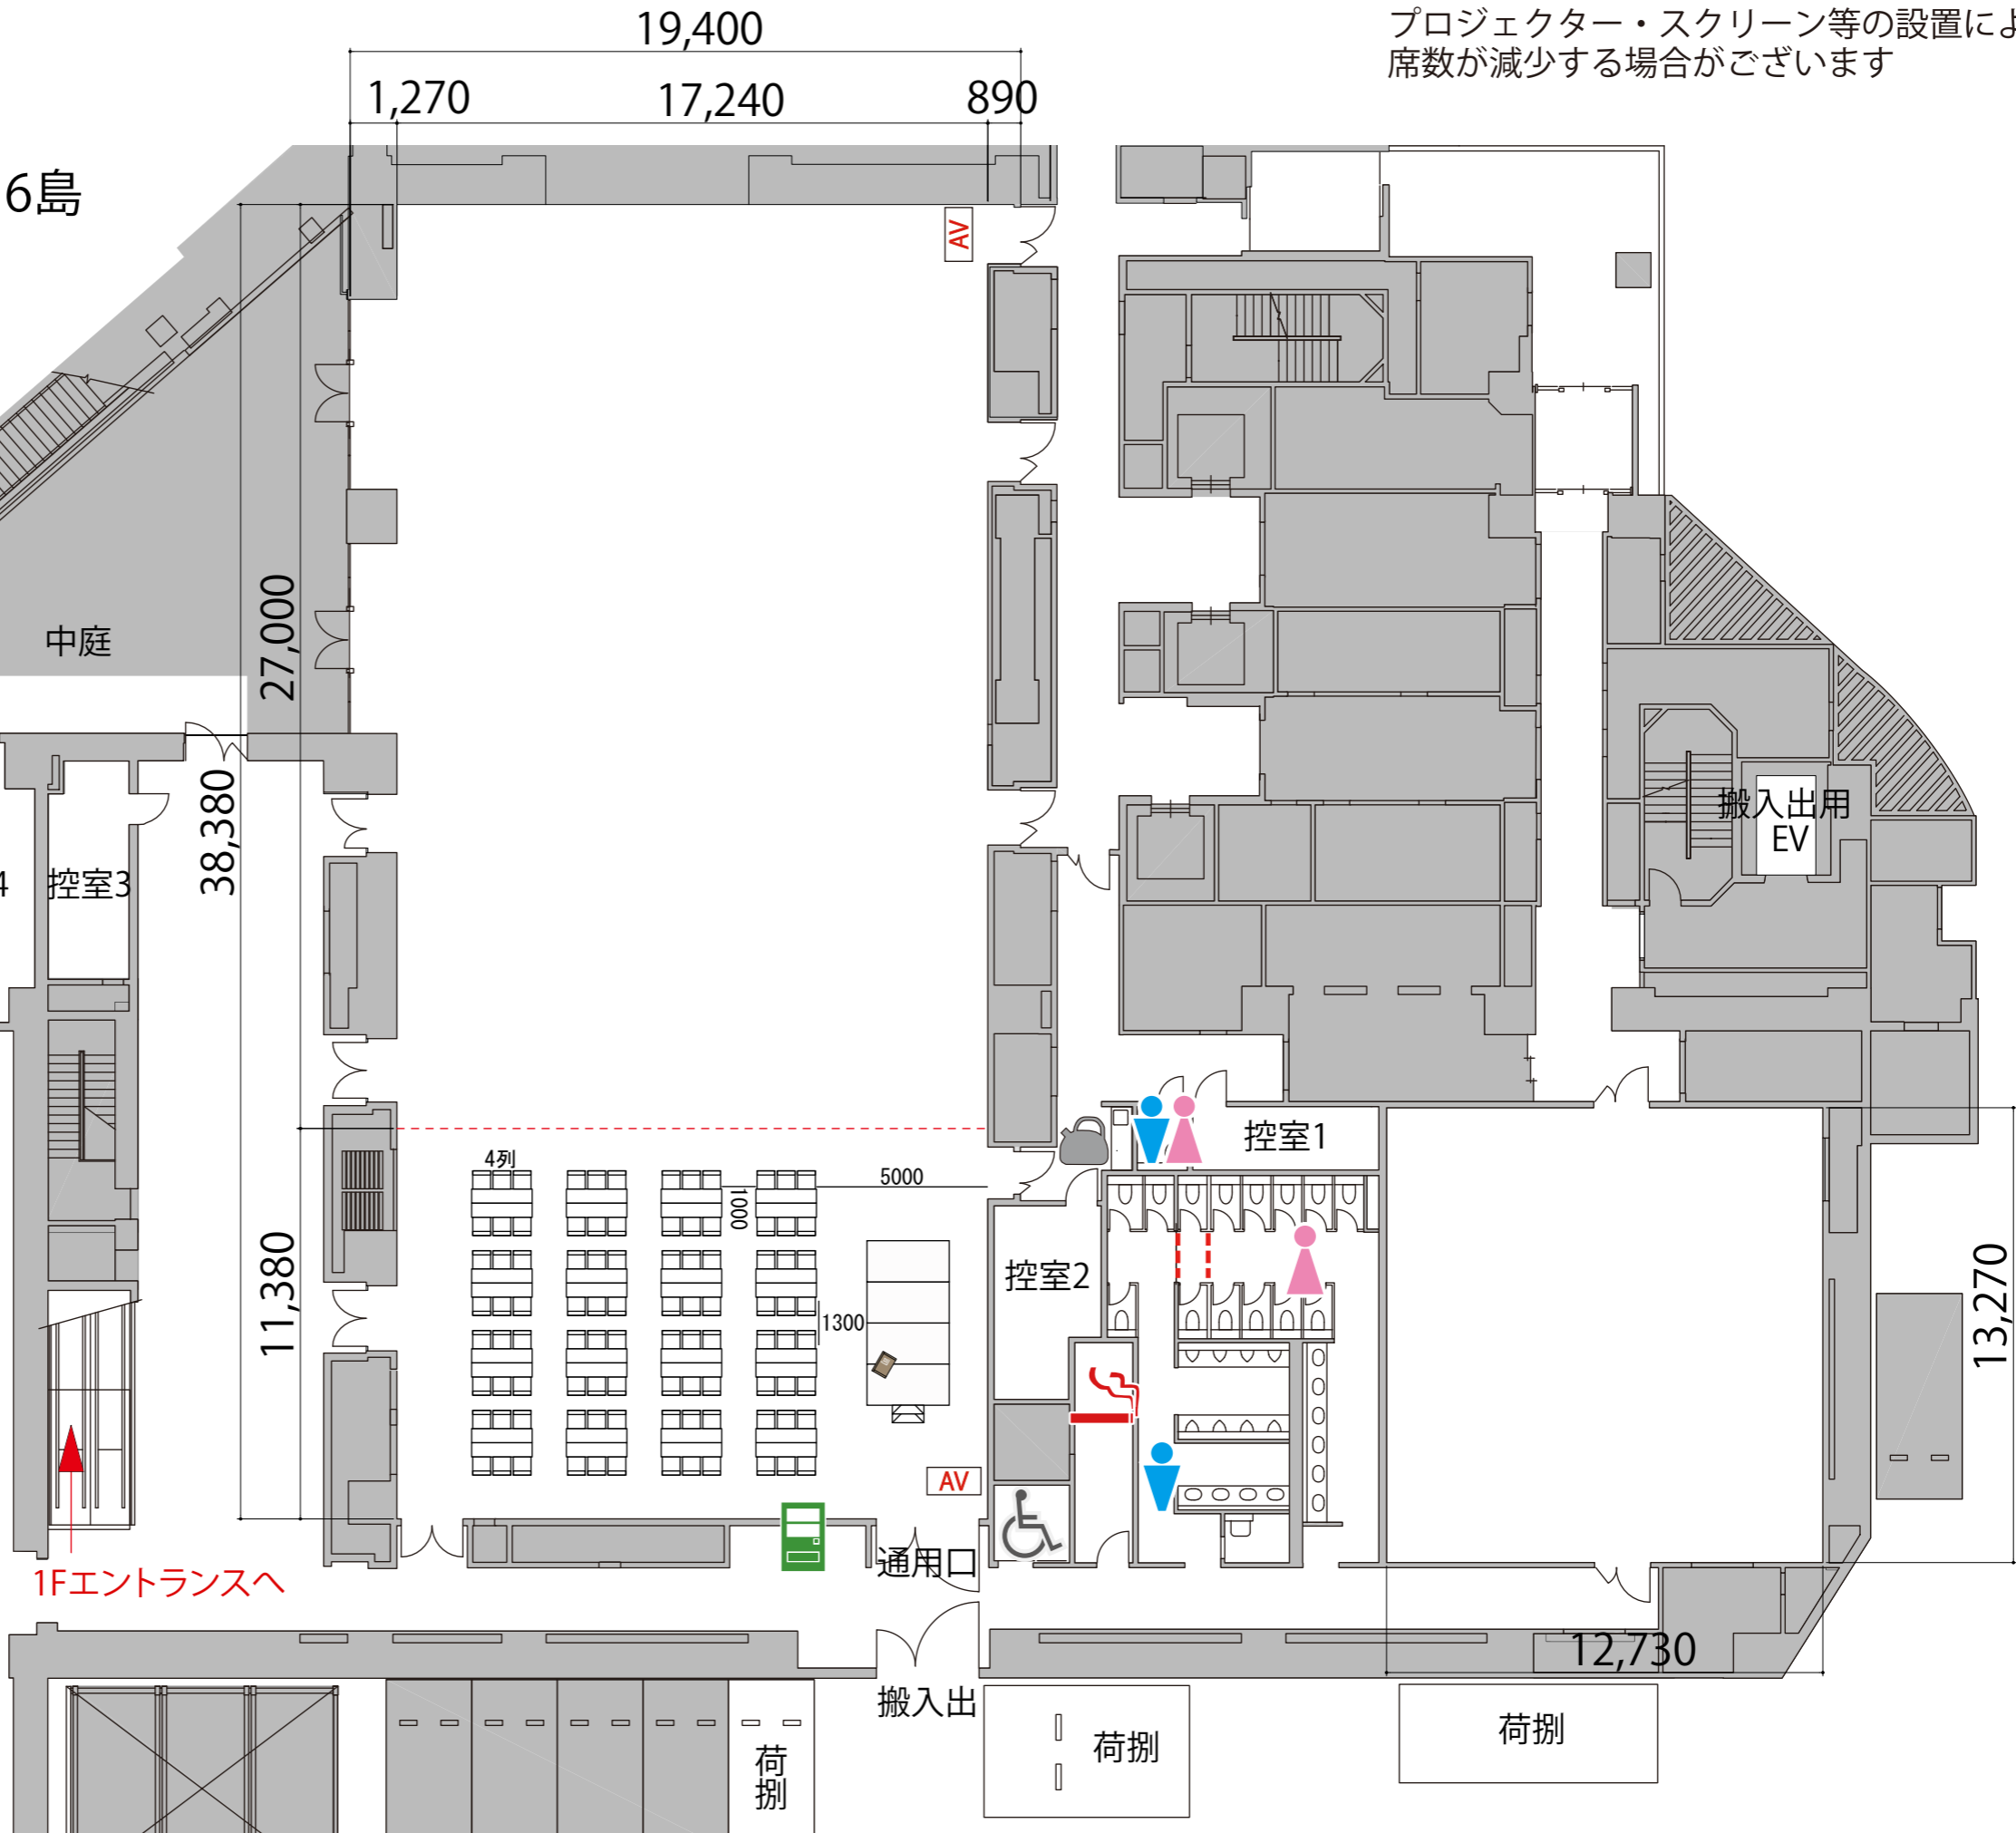 プロジェクター・スクリーン等の設置によ
席数が減少する場合がございます
19,400
1,270
17,240
890
6島
AV
中庭
27,000
38,380
控室3
4
搬入出用
EV
4列
5000
1000
1300
11,380
控室1
控室2
13,270
AV
通用口
1Fエントランスへ
12,730
搬入出
荷捌
荷捌
荷捌